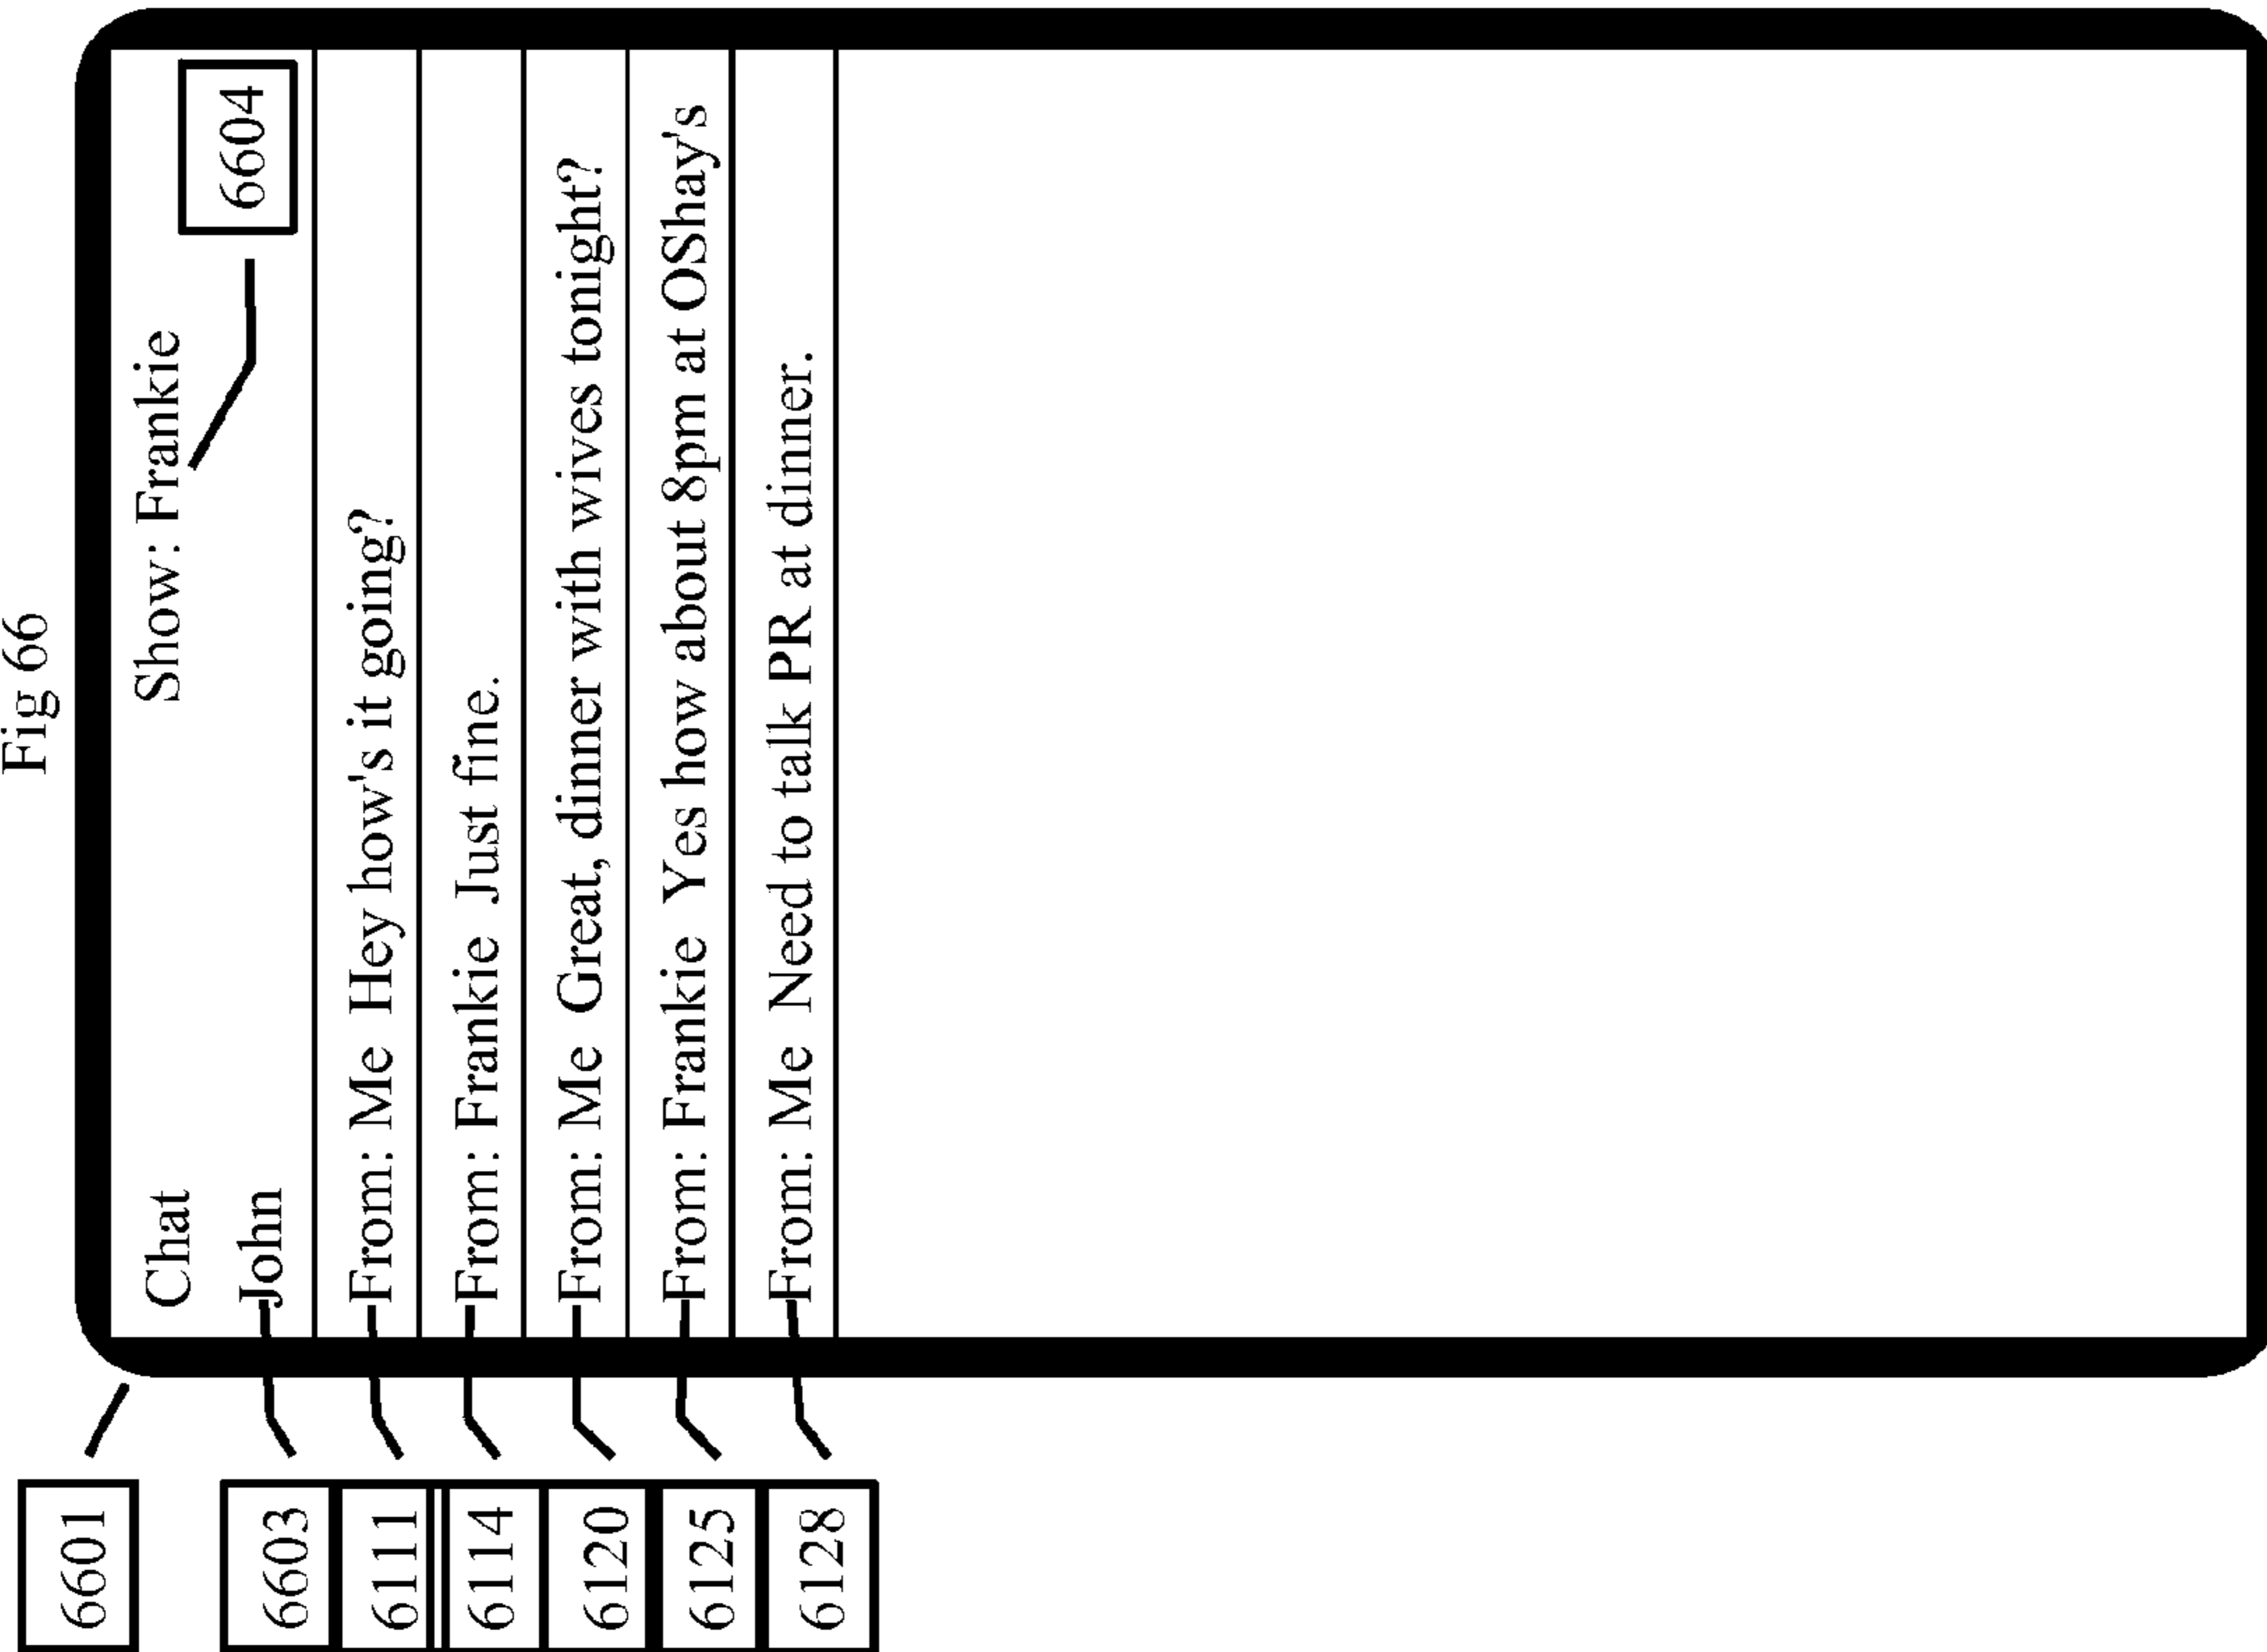 Fig 66
6601
Chat
Show: Frankie
6603
John
6604
6111
From: Me Hey how's it going?
6114
From: Frankie Just fine.
6120
From: Me Great, dinner with wives tonight?
6125
From: Frankie Yes how about 8pm at OShay's
6128
From: Me Need to talk PR at dinner.